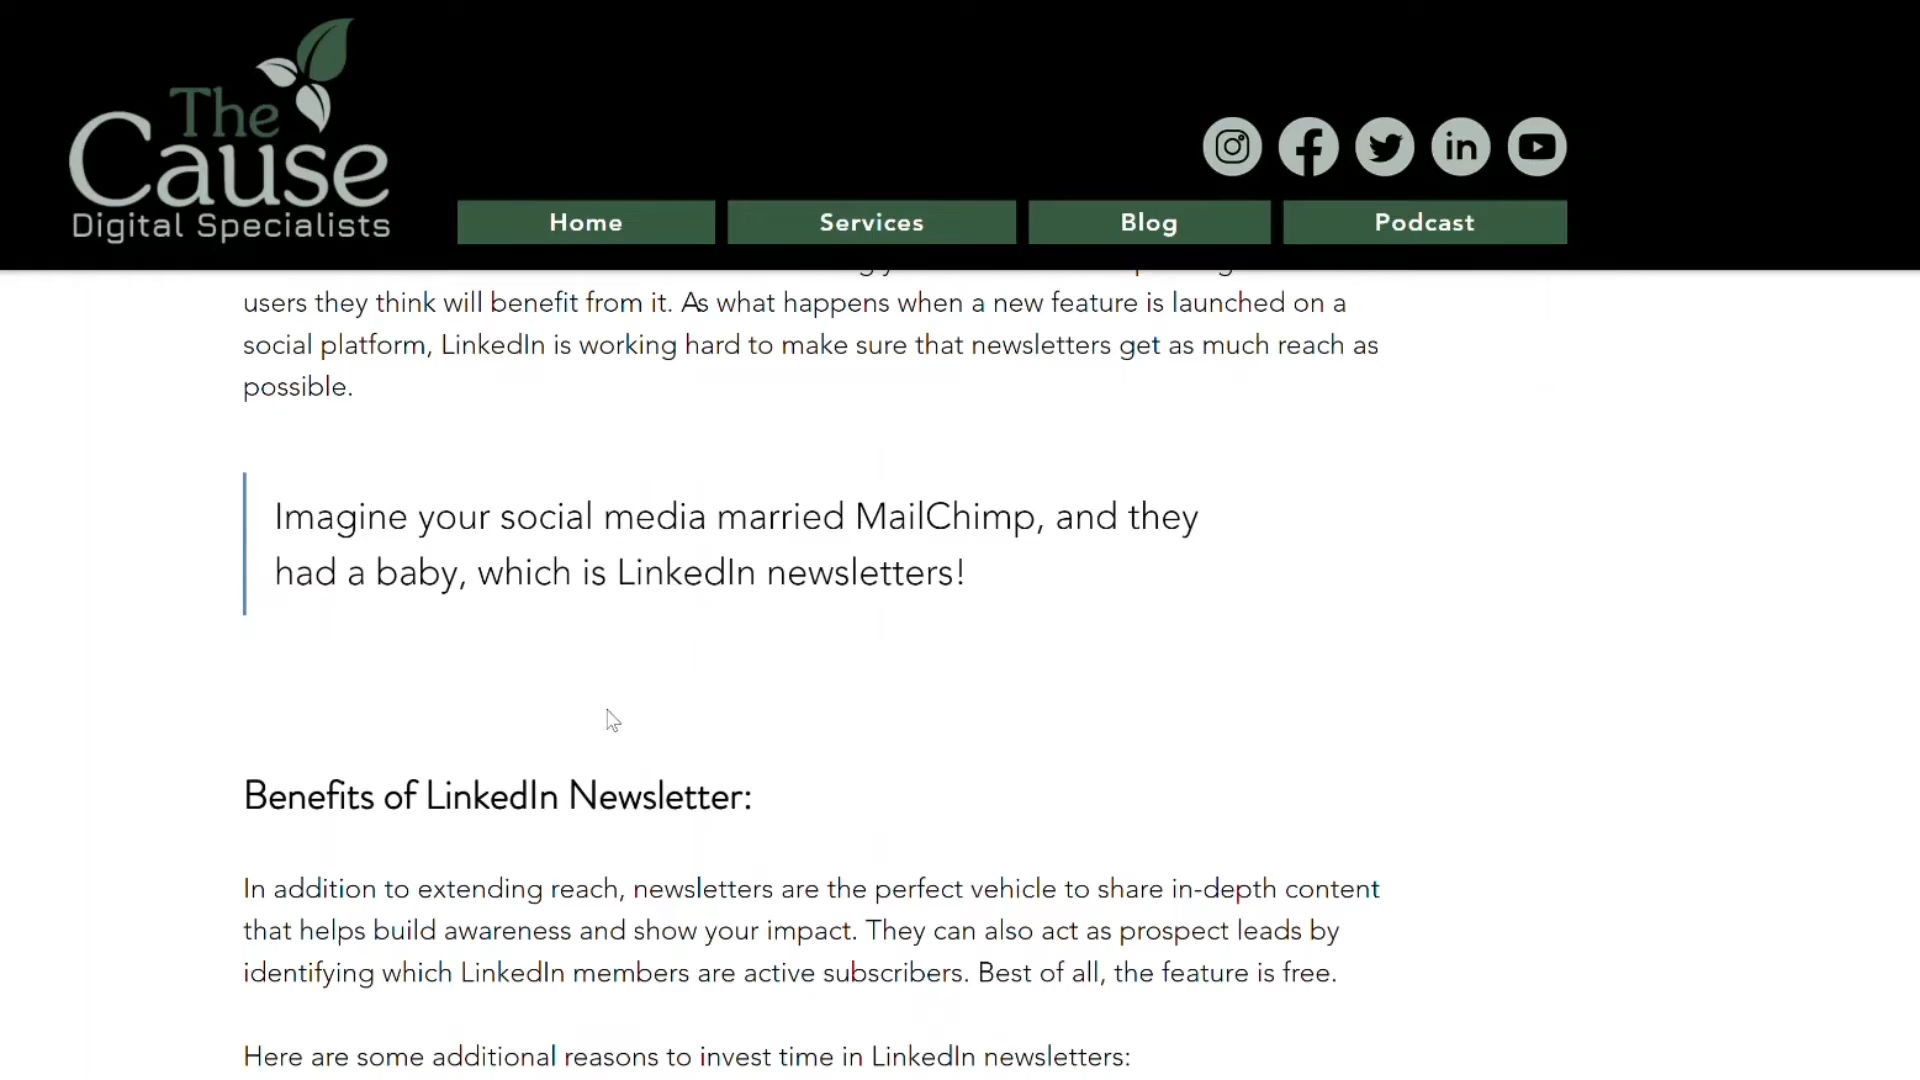 The
Cause
Digital Specialists
Home
Services
Blog
Podcast
users they think will benefit from it. As what happens when a new feature is launched on a
social platform, LinkedIn is working hard to make sure that newsletters get as much reach as
possible.
Imagine your social media married MailChimp, and they
had a baby, which is LinkedIn newsletters!
Benefits of LinkedIn Newsletter:
In addition to extending reach, newsletters are the perfect vehicle to share in-depth content
that helps build awareness and show your impact. They can also act as prospect leads by
identifying which LinkedIn members are active subscribers. Best of all, the feature is free.
Here are some additional reasons to invest time in LinkedIn newsletters: